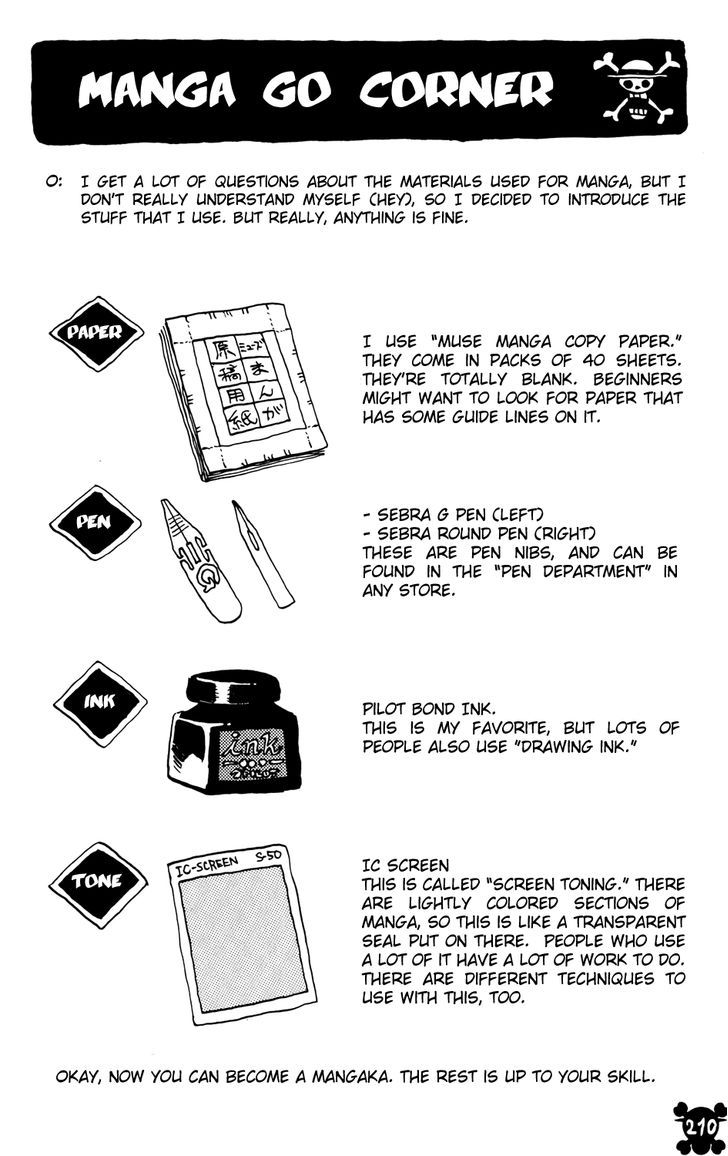 MANGA GO CORNER
O: I GET A LOT OF QUESTIONS ABOUT THE MATERIALS USED FOR MANGA, BUT I
DON'T REALLY UNDERSTAND MYSELF (HEY), SO I DECIDED TO INTRODUCE THE
STUFF THAT I USE. BUT REALLY, ANYTHING IS FINE.
PAPER
原稿用紙
ミューズまんが
I USE "MUSE MANGA COPY PAPER."
THEY COME IN PACKS OF 40 SHEETS.
THEY'RE TOTALLY BLANK. BEGINNERS
MIGHT WANT TO LOOK FOR PAPER THAT
HAS SOME GUIDE LINES ON IT.
PEN
G
- SEBRA G PEN (LEFT)
- SEBRA ROUND PEN (RIGHT)
THESE ARE PEN NIBS, AND CAN BE
FOUND IN THE "PEN DEPARTMENT" IN
ANY STORE.
INK
ink
PILOT BOND INK.
THIS IS MY FAVORITE, BUT LOTS OF
PEOPLE ALSO USE "DRAWING INK."
TONE
IC-SCREEN S-50
IC SCREEN
THIS IS CALLED "SCREEN TONING." THERE
ARE LIGHTLY COLORED SECTIONS OF
MANGA, SO THIS IS LIKE A TRANSPARENT
SEAL PUT ON THERE. PEOPLE WHO USE
A LOT OF IT HAVE A LOT OF WORK TO DO.
THERE ARE DIFFERENT TECHNIQUES TO
USE WITH THIS, TOO.
OKAY, NOW YOU CAN BECOME A MANGAKA. THE REST IS UP TO YOUR SKILL.
210